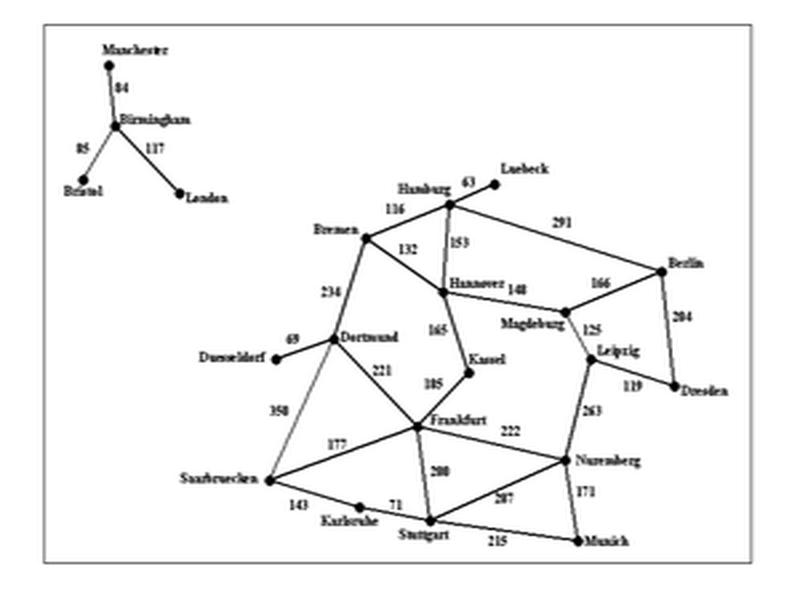 Manchester
84
Birmingham
85
117
Bristol
London
Luebeck
63
Hamburg
116
291
Bremen
132
153
Berlin
Hannover
148
166
234
Magdeburg
204
165
125
69
Dortmund
Leipzig
Duesseldorf
Kassel
221
185
119
Dresden
350
263
Frankfurt
177
222
Nuremberg
200
Saarbruecken
171
143
71
207
Karlsruhe
Stuttgart
215
Munich